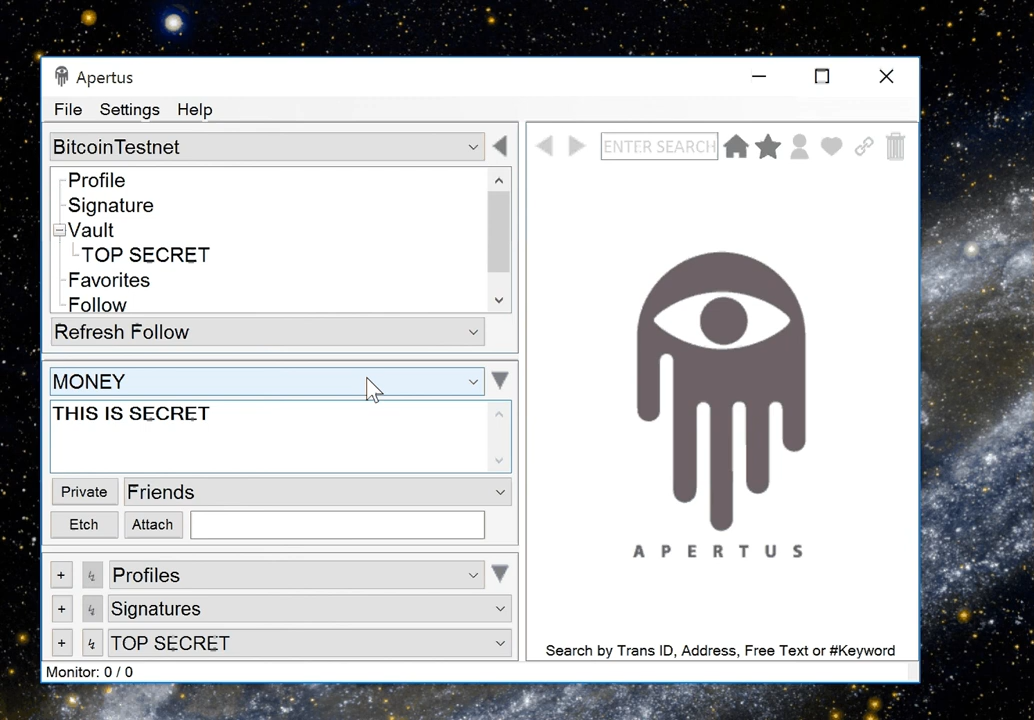 Apertus
File Settings Help
BitcoinTestnet
Profile
Signature
Vault
TOP SECRET
Favorites
Follow
Refresh Follow
MONEY
THIS IS SECRET
Private Friends
Etch Attach
+ Profiles
+ Signatures
+ TOP SECRET
Monitor: 0 / 0
ENTER SEARCH
APERTUS
Search by Trans ID, Address, Free Text or #Keyword